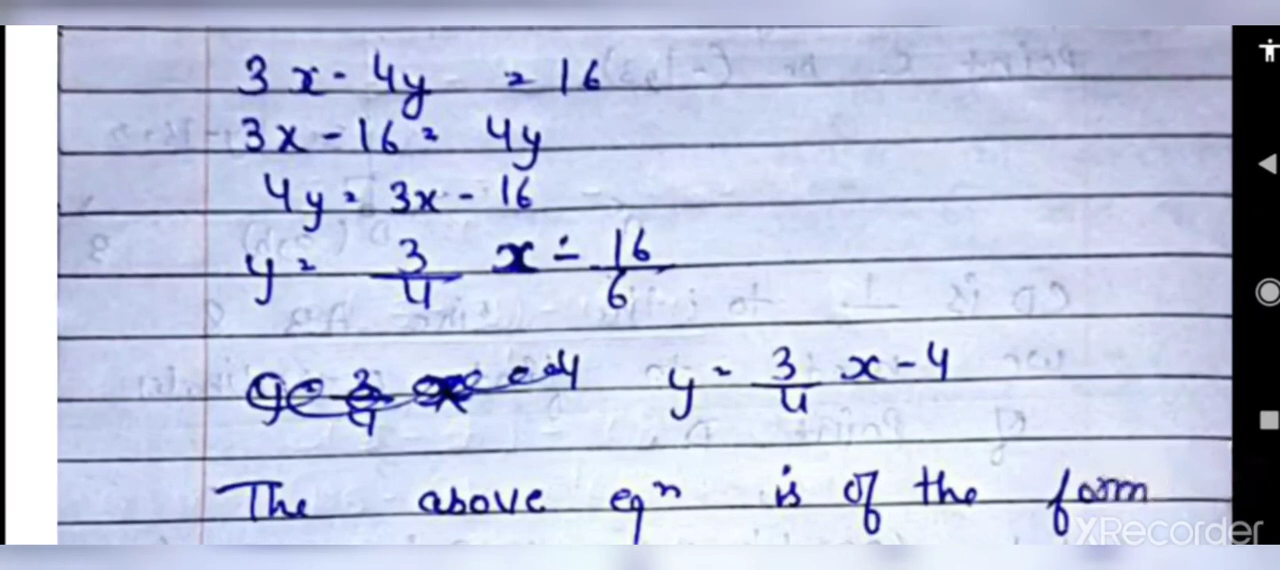 3x - 4y = 16
3x - 16 = 4y
4y = 3x - 16
y = 3/4 x - 16/6
y = 3/4 x - 4
The above eqn is of the form
XRecorder